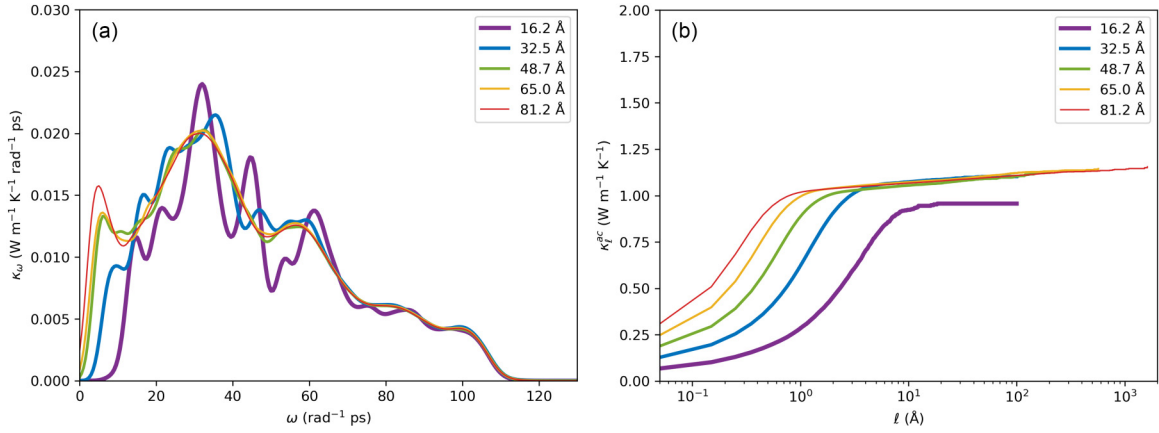 (a)
16.2 Å
32.5 Å
48.7 Å
65.0 Å
81.2 Å
0.030
0.025
0.020
0.015
0.010
0.005
0.000
κω (W m⁻¹ K⁻¹ rad⁻¹ ps)
0 20 40 60 80 100 120
ω (rad⁻¹ ps)
(b)
16.2 Å
32.5 Å
48.7 Å
65.0 Å
81.2 Å
2.00
1.75
1.50
1.25
1.00
0.75
0.50
0.25
0.00
κℓᵃᶜ (W m⁻¹ K⁻¹)
10⁻¹ 10⁰ 10¹ 10² 10³
ℓ (Å)